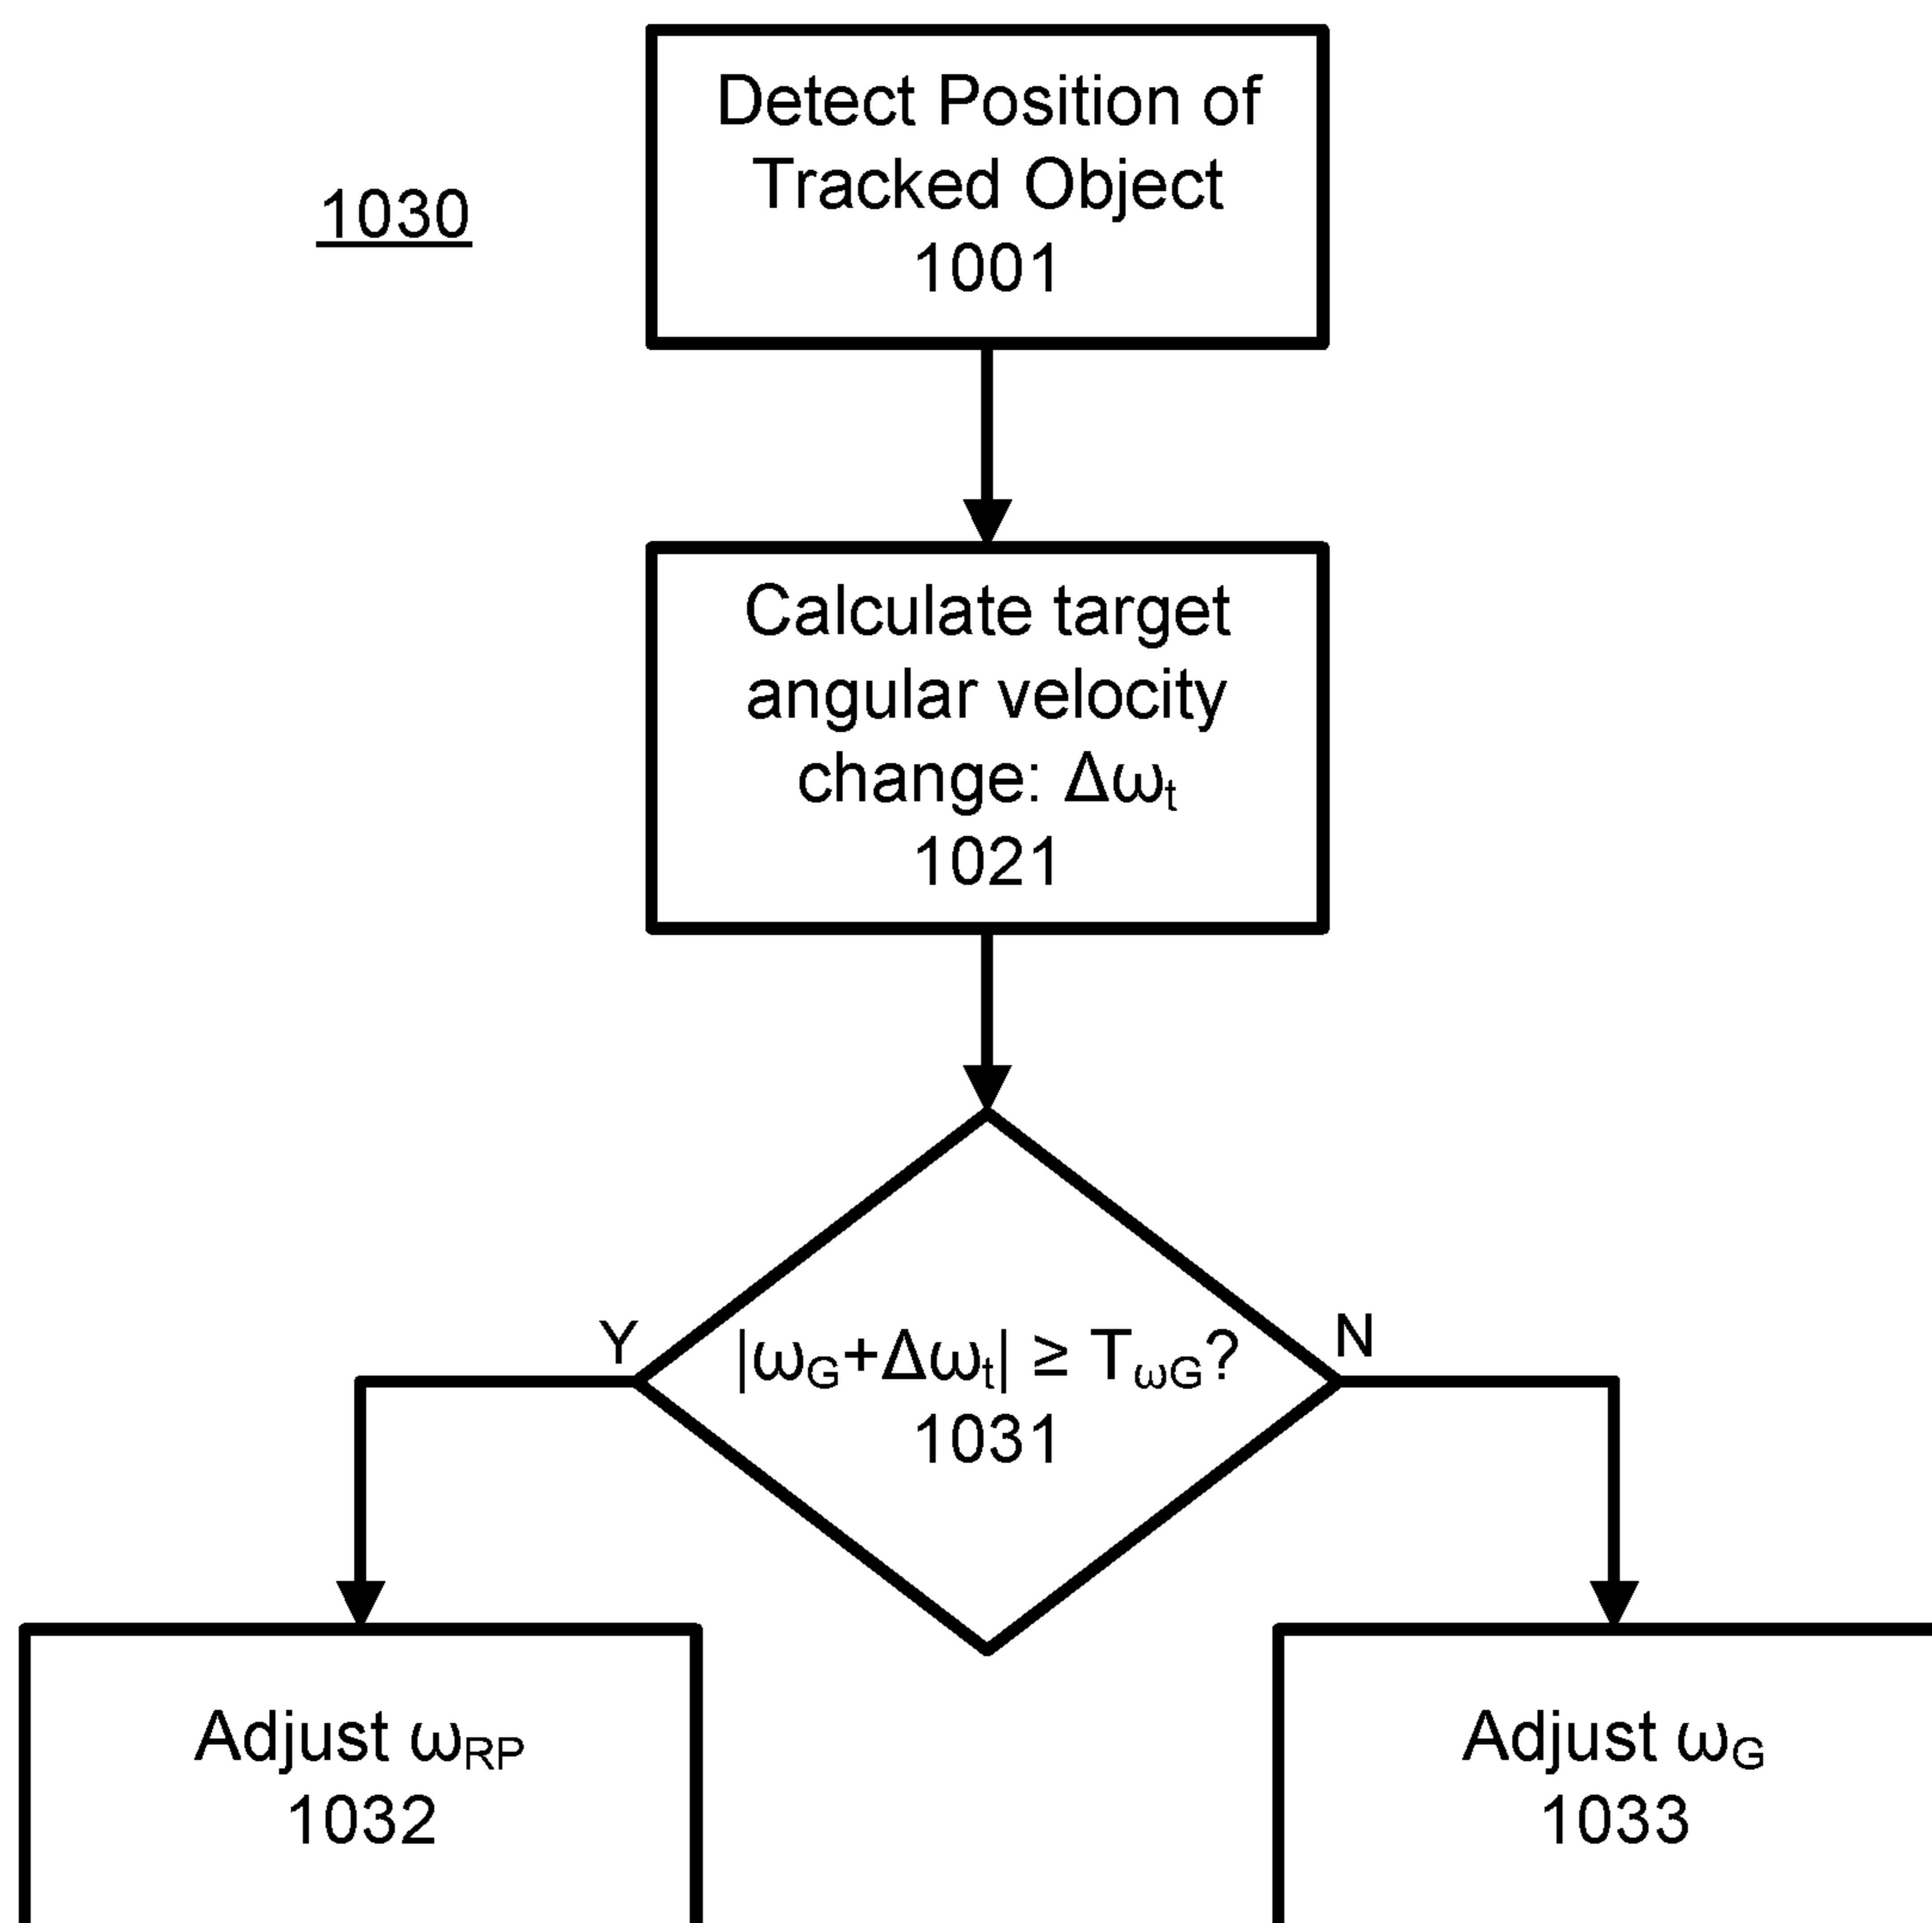 1030
Detect Position of
Tracked Object
1001
Calculate target
angular velocity
change: Δωt
1021
Y
N
|ωG+Δωt| ≥ TωG?
1031
Adjust ωRP
1032
Adjust ωG
1033